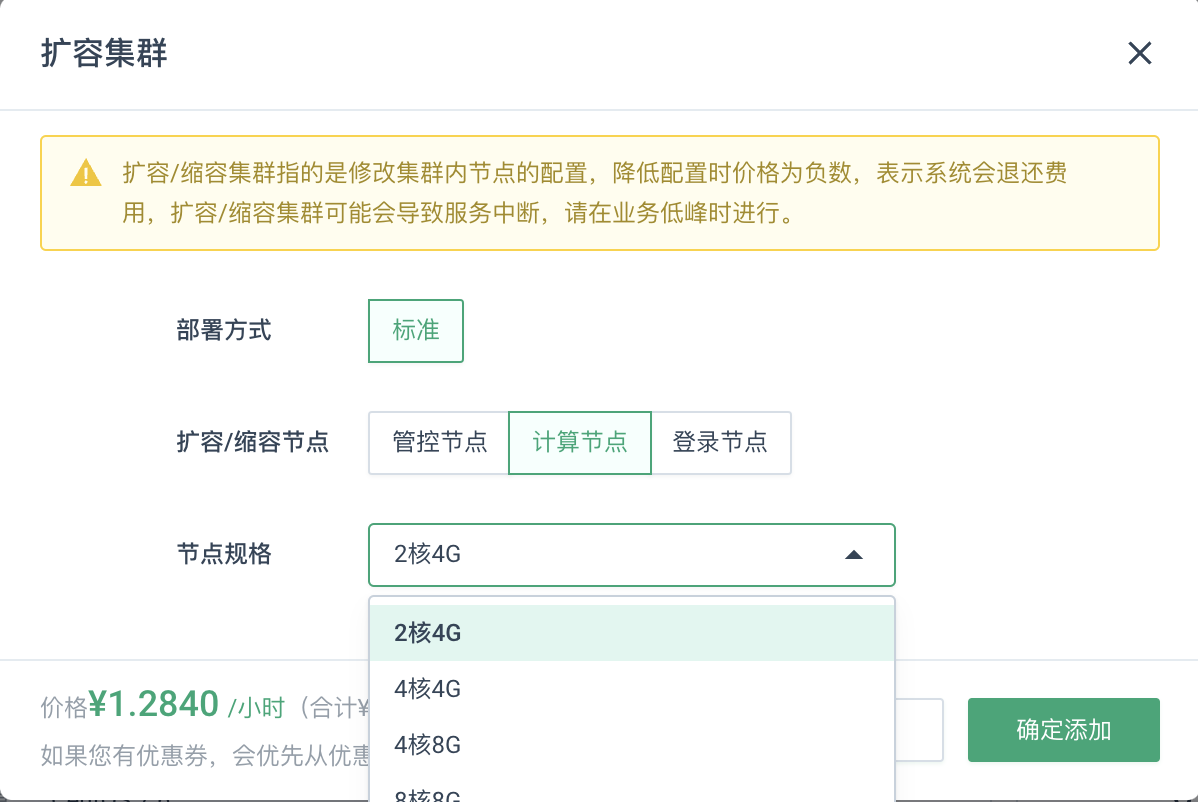 扩容集群
扩容/缩容集群指的是修改集群内节点的配置，降低配置时价格为负数，表示系统会退还费
用，扩容/缩容集群可能会导致服务中断，请在业务低峰时进行。
部署方式 标准
扩容/缩容节点 管控节点 计算节点 登录节点
节点规格 2核4G
2核4G
4核4G
4核8G
8核8G
价格¥1.2840 /小时（合计¥
如果您有优惠券，会优先从优惠
确定添加